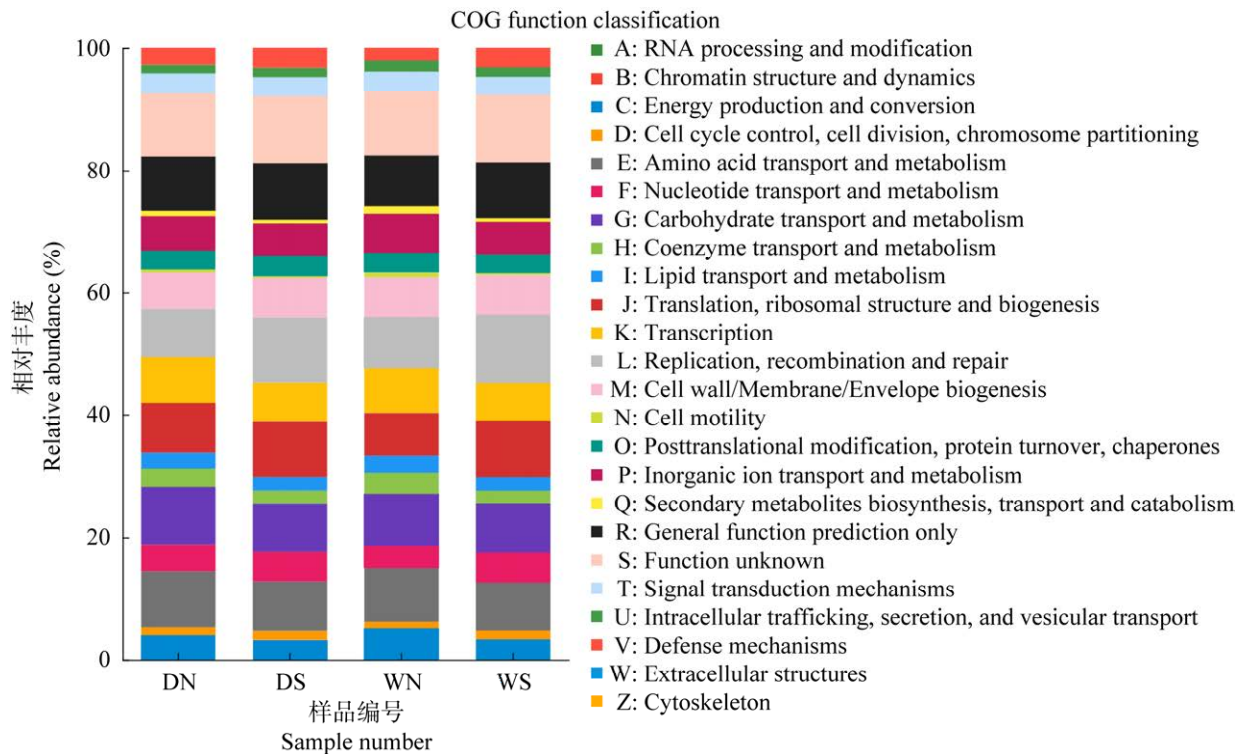 COG function classification
100
80
60
40
20
0
相对丰度
Relative abundance (%)
DN
DS
WN
WS
样品编号
Sample number
A: RNA processing and modification
B: Chromatin structure and dynamics
C: Energy production and conversion
D: Cell cycle control, cell division, chromosome partitioning
E: Amino acid transport and metabolism
F: Nucleotide transport and metabolism
G: Carbohydrate transport and metabolism
H: Coenzyme transport and metabolism
I: Lipid transport and metabolism
J: Translation, ribosomal structure and biogenesis
K: Transcription
L: Replication, recombination and repair
M: Cell wall/Membrane/Envelope biogenesis
N: Cell motility
O: Posttranslational modification, protein turnover, chaperones
P: Inorganic ion transport and metabolism
Q: Secondary metabolites biosynthesis, transport and catabolism
R: General function prediction only
S: Function unknown
T: Signal transduction mechanisms
U: Intracellular trafficking, secretion, and vesicular transport
V: Defense mechanisms
W: Extracellular structures
Z: Cytoskeleton